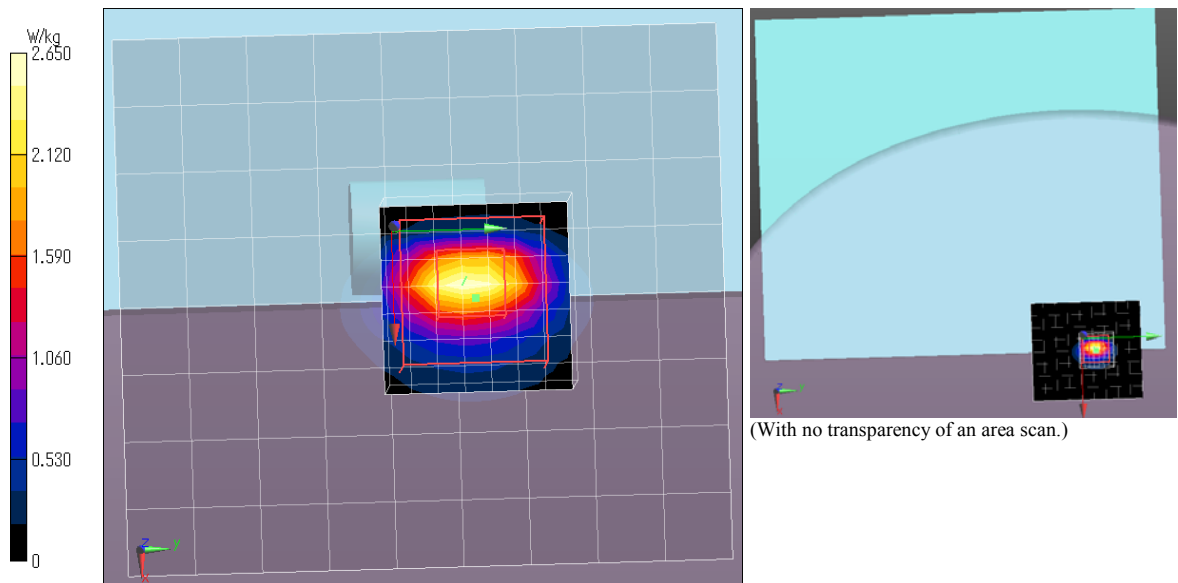 W/kg
2.650
2.120
1.590
1.060
0.530
0
z
y
x
(With no transparency of an area scan.)
z
y
x